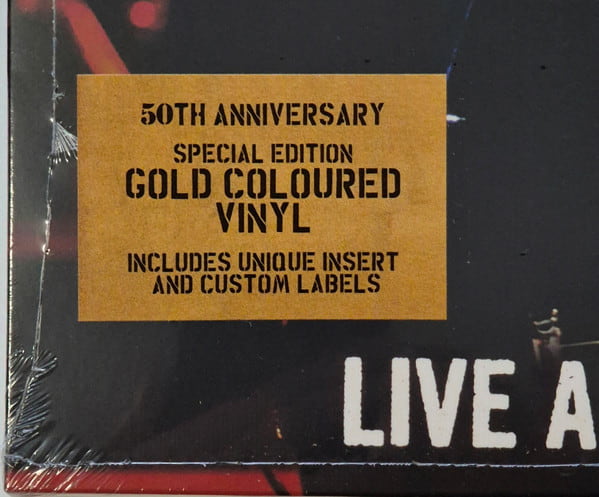 50TH ANNIVERSARY
SPECIAL EDITION
GOLD COLOURED
VINYL
INCLUDES UNIQUE INSERT
AND CUSTOM LABELS
LIVE A